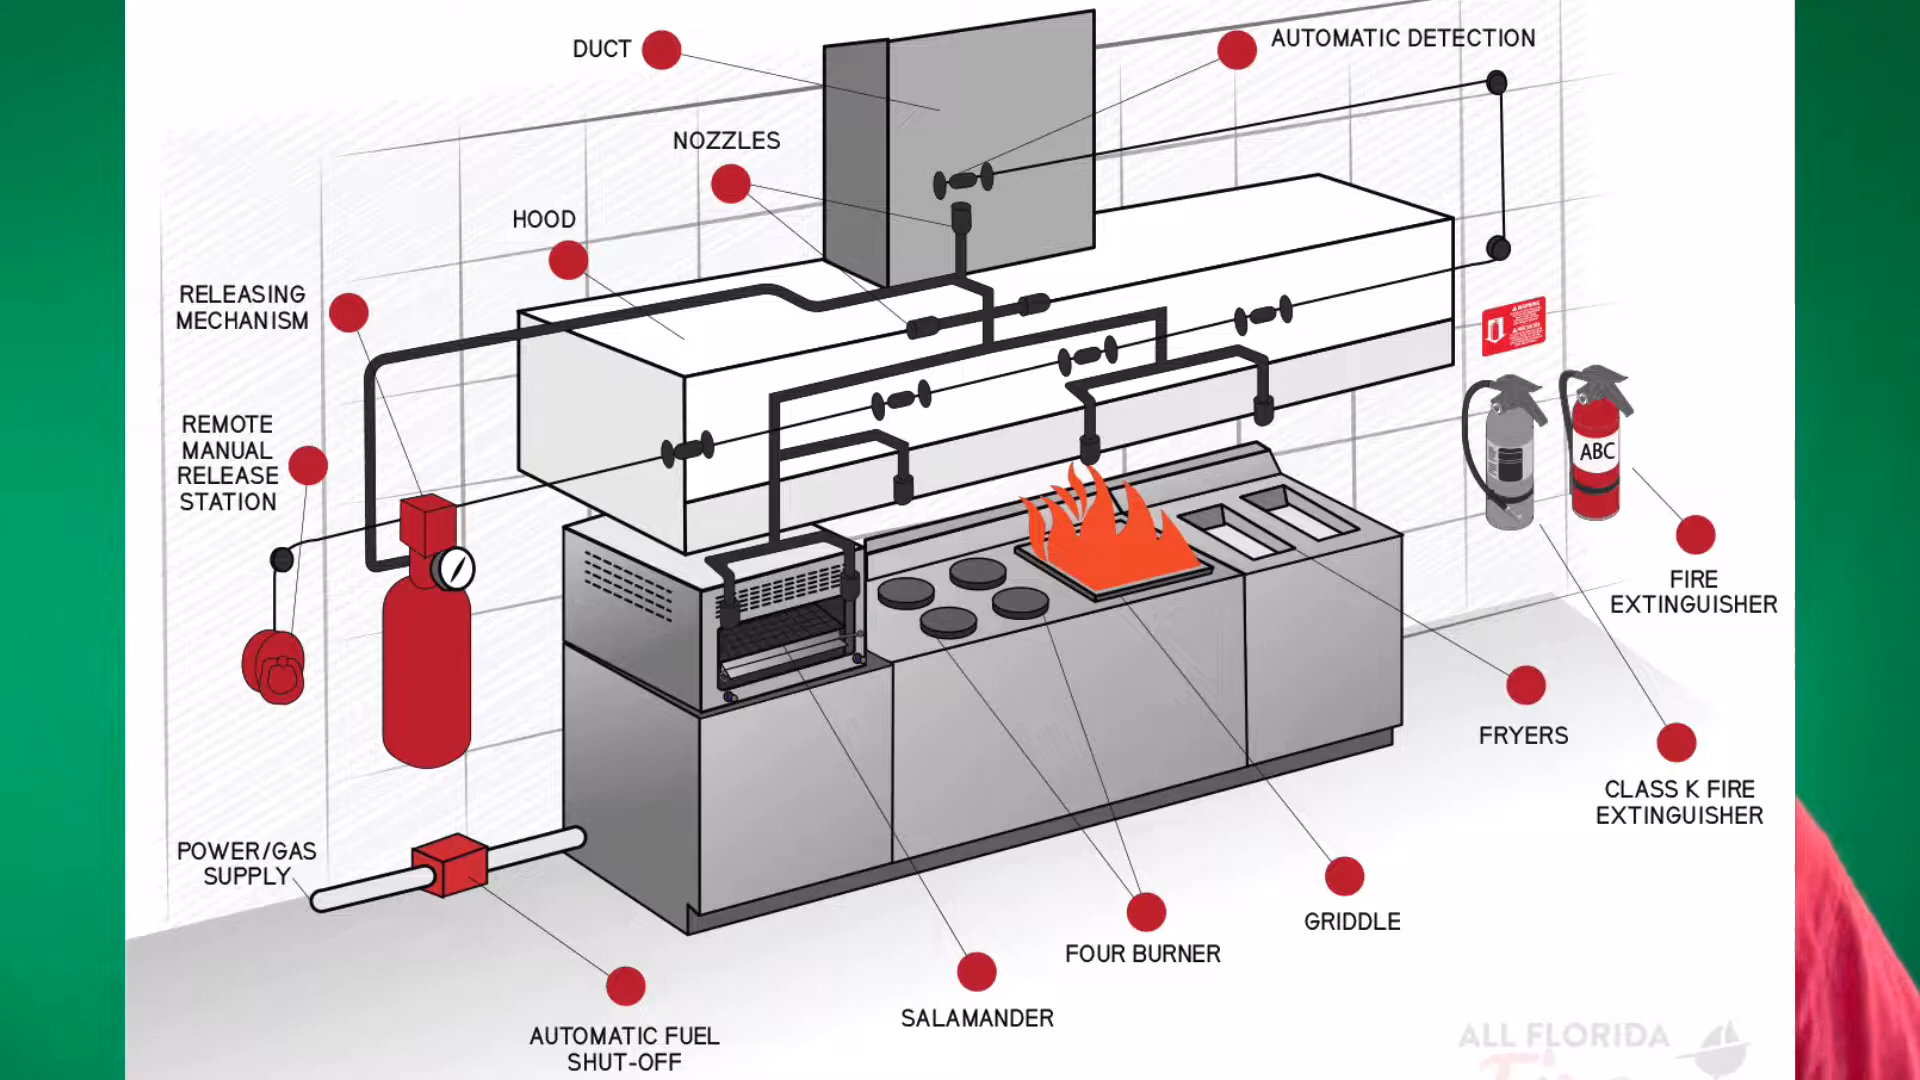 DUCT
AUTOMATIC DETECTION
NOZZLES
HOOD
RELEASING
MECHANISM
REMOTE
MANUAL
RELEASE
STATION
ABC
FIRE
EXTINGUISHER
FRYERS
CLASS K FIRE
EXTINGUISHER
POWER/GAS
SUPPLY
GRIDDLE
FOUR BURNER
SALAMANDER
AUTOMATIC FUEL
SHUT-OFF
ALL FLORIDA